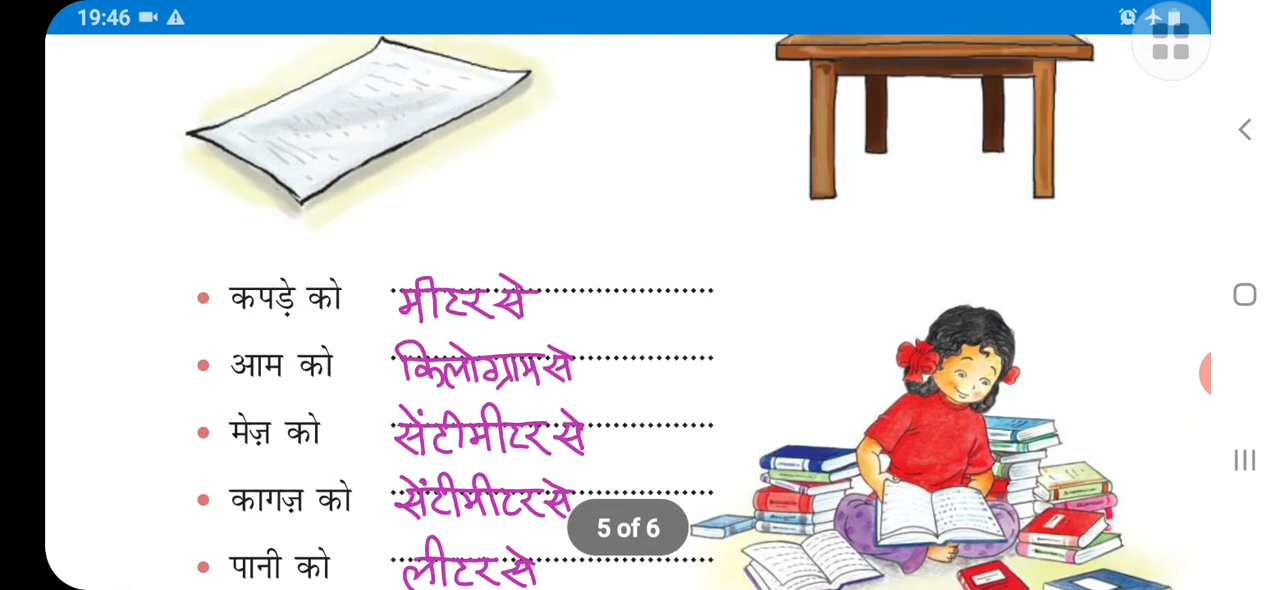 19:46
कपड़े को मीटर से
आम को किलोग्राम से
मेज़ को सेंटीमीटर से
कागज़ को सेंटीमीटर से
5 of 6
पानी को लीटर से